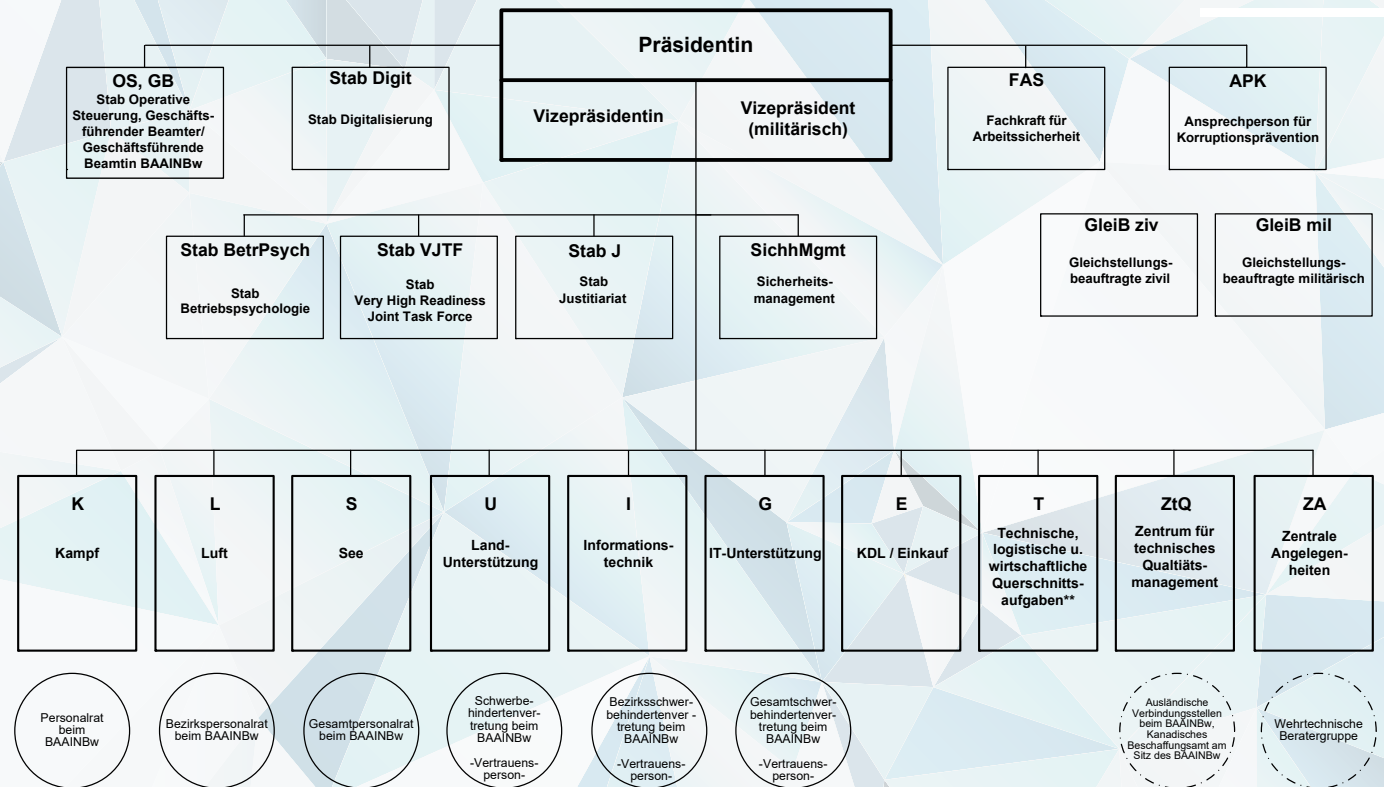 Präsidentin
Vizepräsidentin
Vizepräsident
(militärisch)
OS, GB
Stab Operative
Steuerung, Geschäfts-
führender Beamter/
Geschäftsführende
Beamtin BAAINBw
Stab Digit
Stab Digitalisierung
FAS
Fachkraft für
Arbeitssicherheit
APK
Ansprechperson für
Korruptionsprävention
Stab BetrPsych
Stab
Betriebspsychologie
Stab VJTF
Stab
Very High Readiness
Joint Task Force
Stab J
Stab
Justitiariat
SichhMgmt
Sicherheits-
management
GleiB ziv
Gleichstellungs-
beauftragte zivil
GleiB mil
Gleichstellungs-
beauftragte militärisch
K
Kampf
L
Luft
S
See
U
Land-
Unterstützung
I
Informations-
technik
G
IT-Unterstützung
E
KDL / Einkauf
T
Technische,
logistische u.
wirtschaftliche
Querschnitts-
aufgaben**
ZtQ
Zentrum für
technisches
Qualtiäts-
management
ZA
Zentrale
Angelegen-
heiten
Personalrat
beim
BAAINBw
Bezirkspersonalrat
beim BAAINBw
Gesamtpersonalrat
beim BAAINBw
Schwerbe-
hindertenver-
tretung beim
BAAINBw
-Vertrauens-
person-
Bezirksschwer-
behindertenver -
tretung beim
BAAINBw
-Vertrauens-
person-
Gesamtschwer-
behindertenver-
tretung beim
BAAINBw
-Vertrauens-
person-
Ausländische
Verbindungsstellen
beim BAAINBw,
Kanadisches
Beschaffungsamt am
Sitz des BAAINBw
Wehrtechnische
Beratergruppe